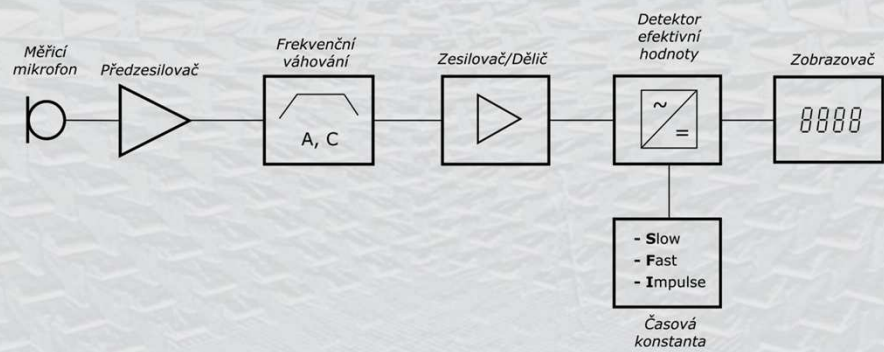 Měřicí
mikrofon
Předzesilovač
Frekvenční
váhování
A, C
Zesilovač/Dělič
Detektor
efektivní
hodnoty
~
=
Zobrazovač
8888
- Slow
- Fast
- Impulse
Časová
konstanta